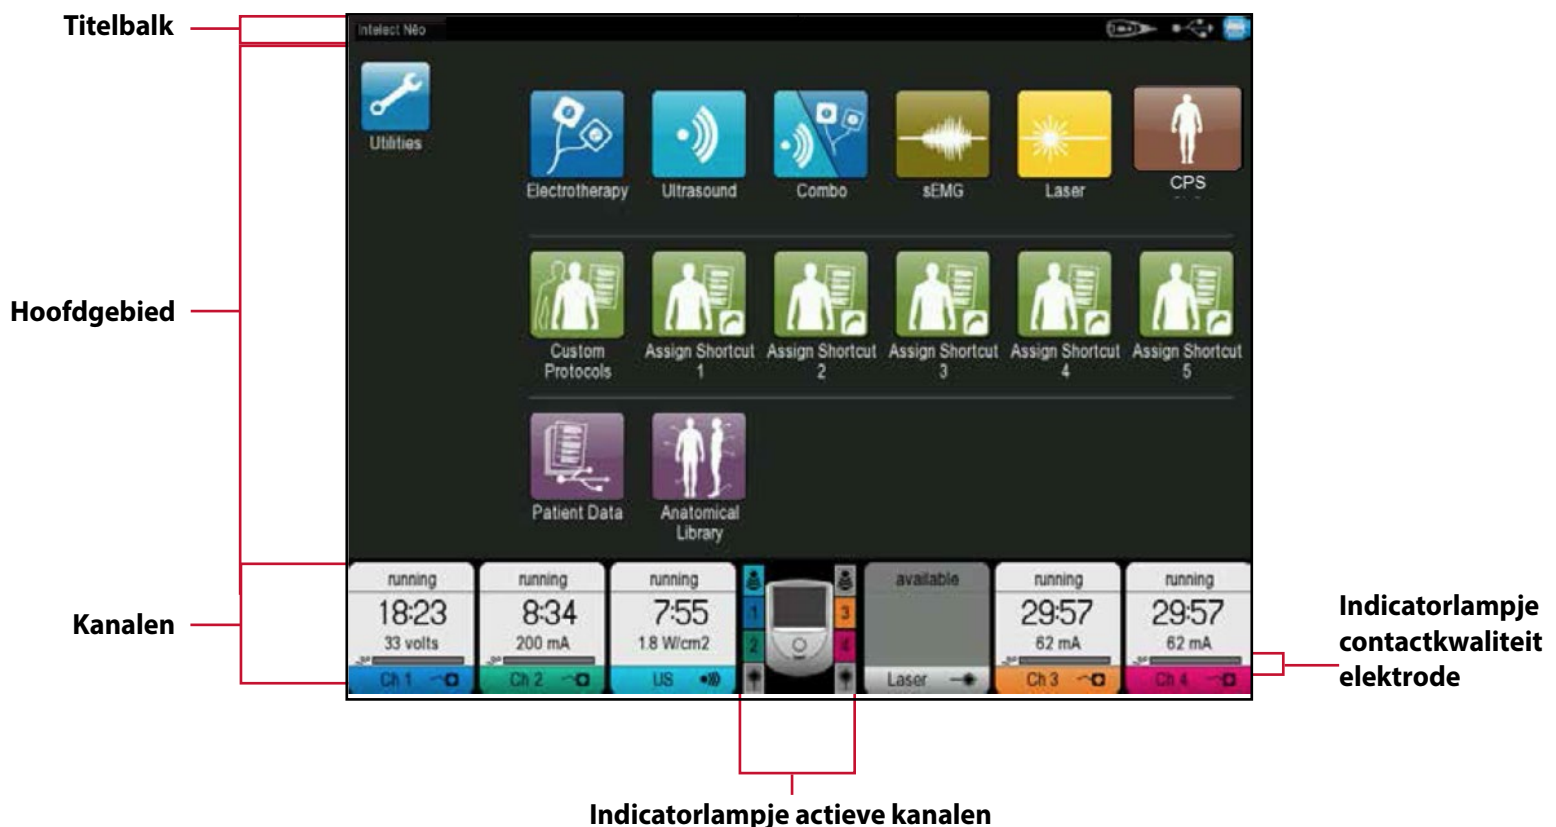 Titelbalk
Intelect Nēo
Utilities
Electrotherapy
Ultrasound
Combo
sEMG
Laser
CPS
Hoofdgebied
Custom
Protocols
Assign Shortcut
1
Assign Shortcut
2
Assign Shortcut
3
Assign Shortcut
4
Assign Shortcut
5
Patient Data
Anatomical
Library
Kanalen
running
18:23
33 volts
Ch 1
running
8:34
200 mA
Ch 2
running
7:55
1.8 W/cm2
US
1
2
3
4
available
Laser
running
29:57
62 mA
Ch 3
running
29:57
62 mA
Ch 4
Indicatorlampje
contactkwaliteit
elektrode
Indicatorlampje actieve kanalen